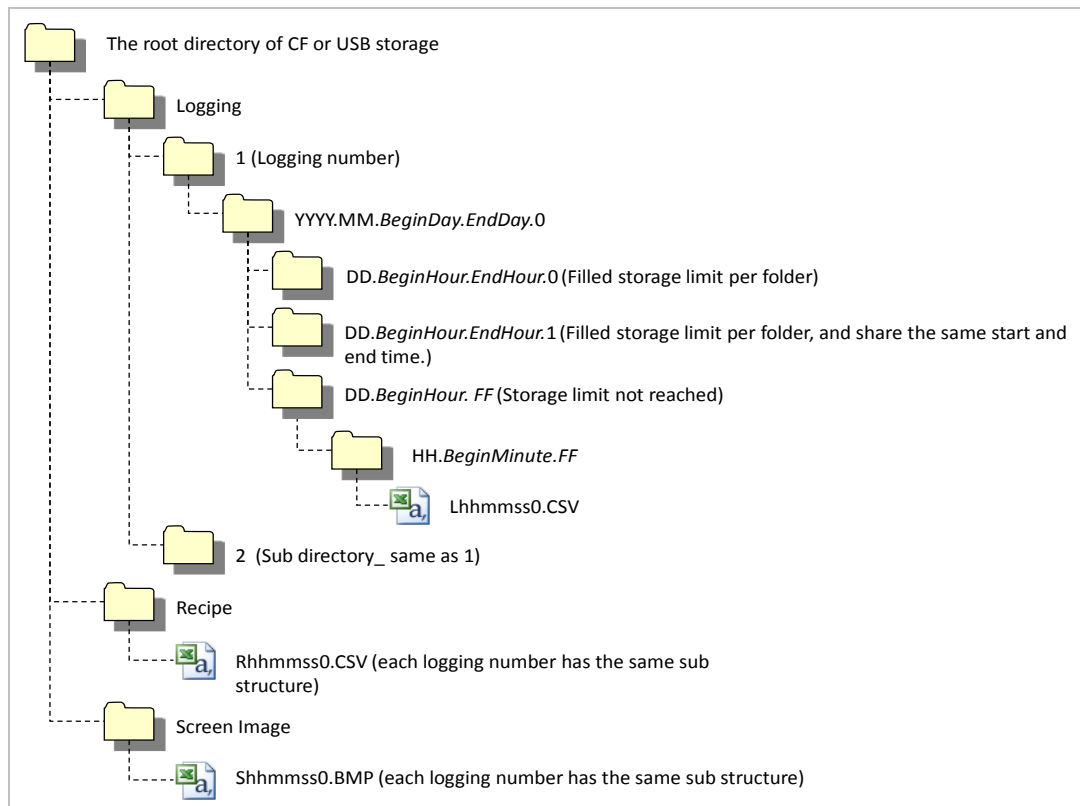 The root directory of CF or USB storage
Logging
1 (Logging number)
YYYY.MM.BeginDay.EndDay.0
DD.BeginHour.EndHour.0 (Filled storage limit per folder)
DD.BeginHour.EndHour.1 (Filled storage limit per folder, and share the same start and
end time.)
DD.BeginHour. FF (Storage limit not reached)
HH.BeginMinute.FF
a,
Lhhmmss0.CSV
2 (Sub directory_ same as 1)
Recipe
a,
Rhhmmss0.CSV (each logging number has the same sub
structure)
Screen Image
a,
Shhmmss0.BMP (each logging number has the same sub structure)